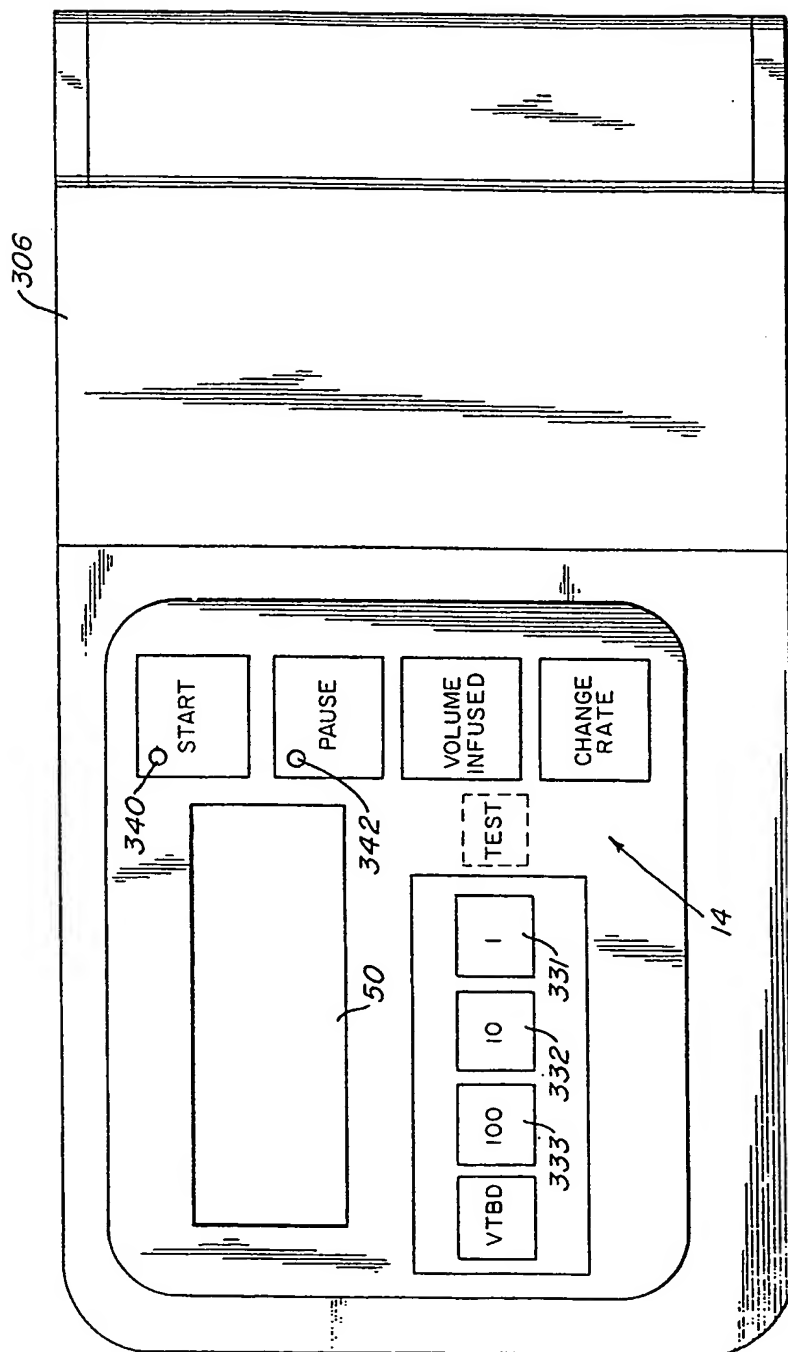 306
340
START
50
342
PAUSE
VOLUME
INFUSED
VTBD
100
10
1
TEST
333
332
331
CHANGE
RATE
14